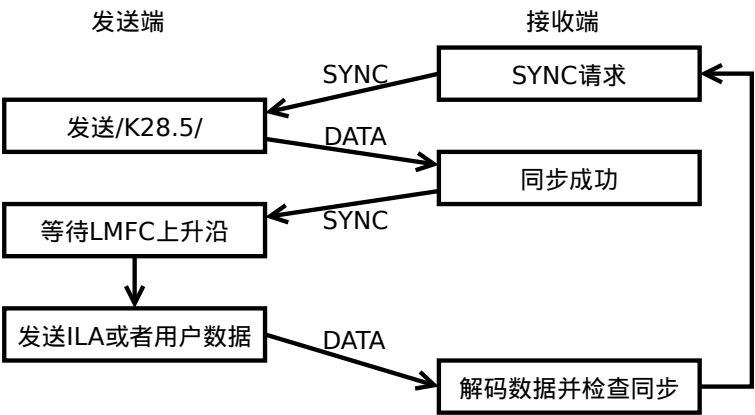 发送端
接收端
SYNC请求
SYNC
发送/K28.5/
DATA
同步成功
SYNC
等待LMFC上升沿
发送ILA或者用户数据
DATA
解码数据并检查同步